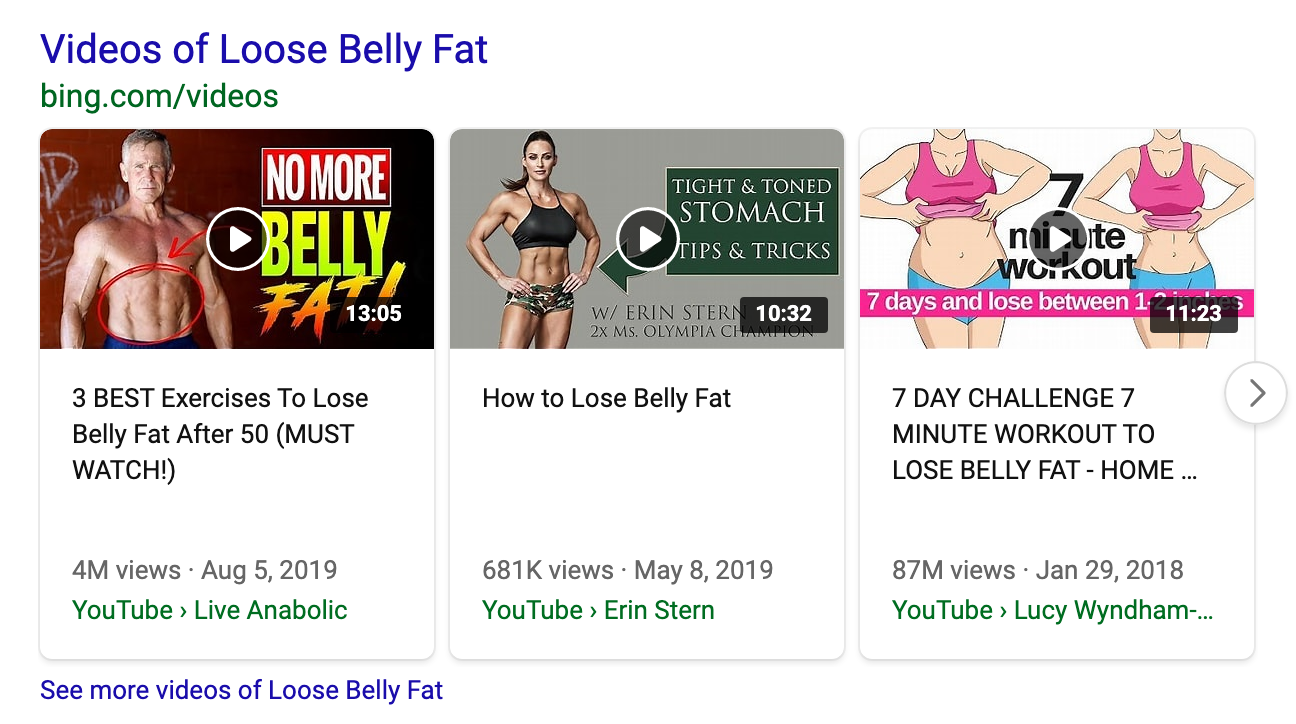 Videos of Loose Belly Fat
bing.com/videos
NO MORE
BELLY
FAT!
13:05
3 BEST Exercises To Lose
Belly Fat After 50 (MUST
WATCH!)
4M views · Aug 5, 2019
YouTube › Live Anabolic
TIGHT & TONED
STOMACH
TIPS & TRICKS
W/ ERIN STERN
2X MS. OLYMPIA CHAMPION
10:32
How to Lose Belly Fat
681K views · May 8, 2019
YouTube › Erin Stern
7
minute
workout
7 days and lose between 1-2 inches
11:23
7 DAY CHALLENGE 7
MINUTE WORKOUT TO
LOSE BELLY FAT - HOME ...
87M views · Jan 29, 2018
YouTube › Lucy Wyndham-...
See more videos of Loose Belly Fat